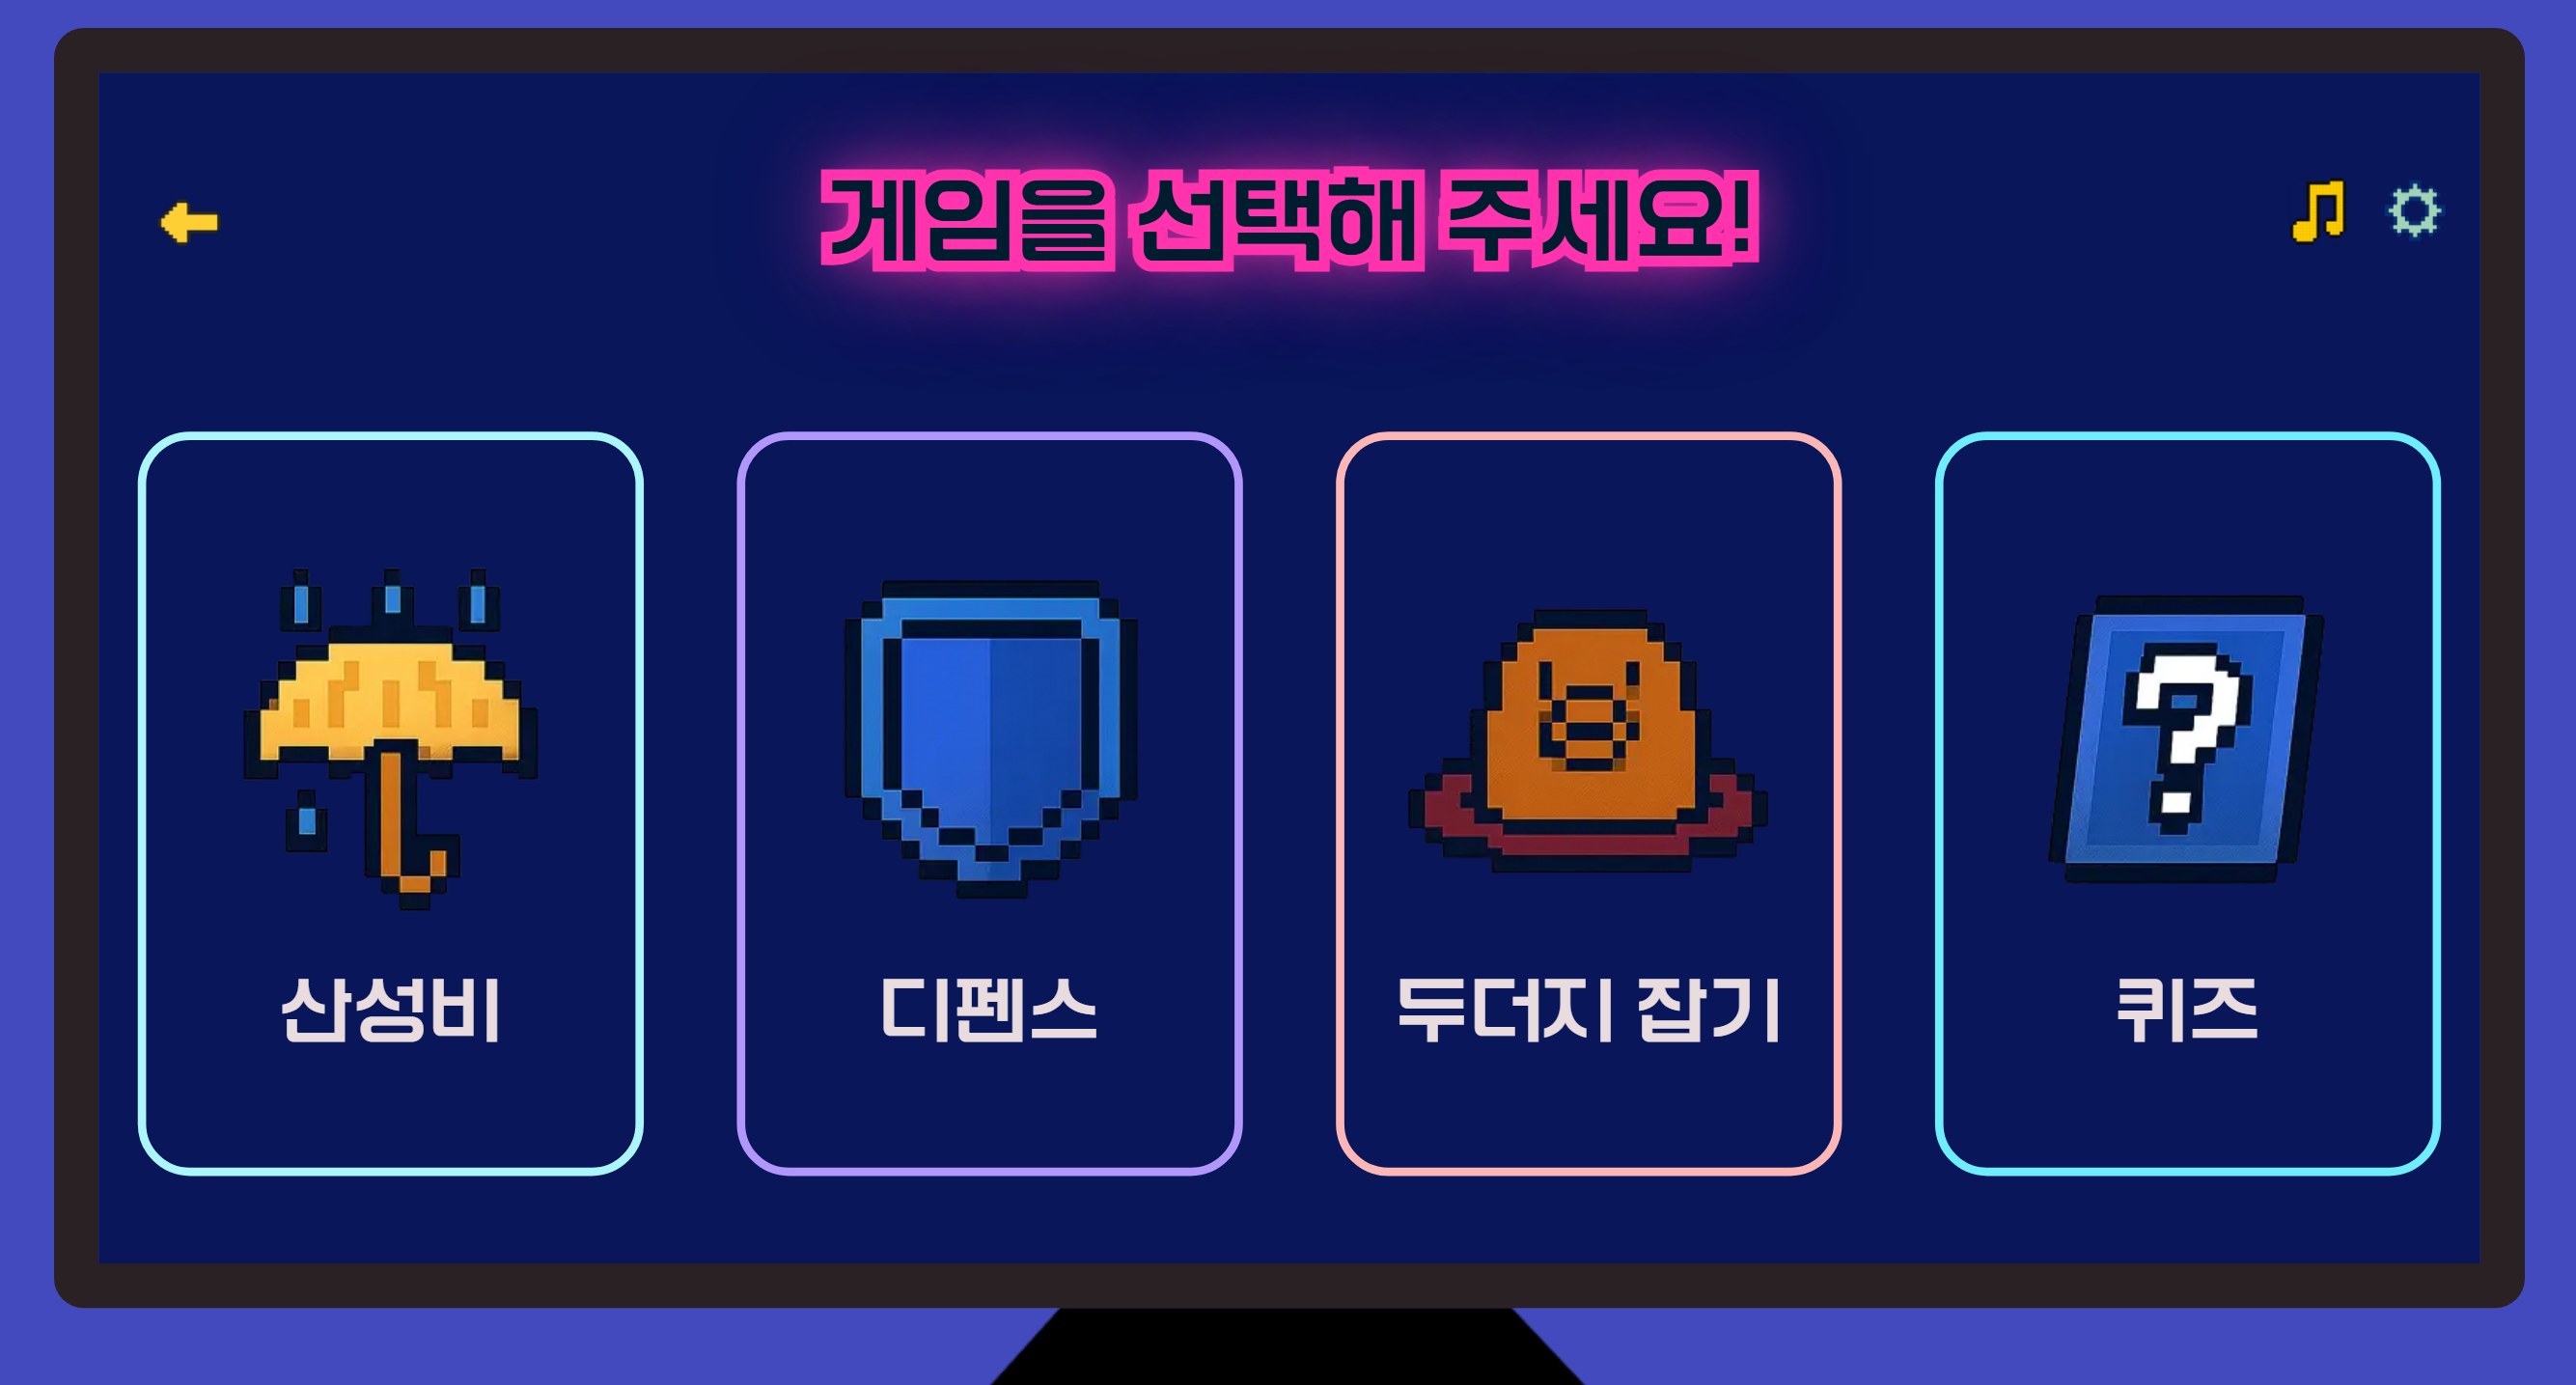 게임을 선택해 주세요!
산성비
디펜스
두더지 잡기
퀴즈